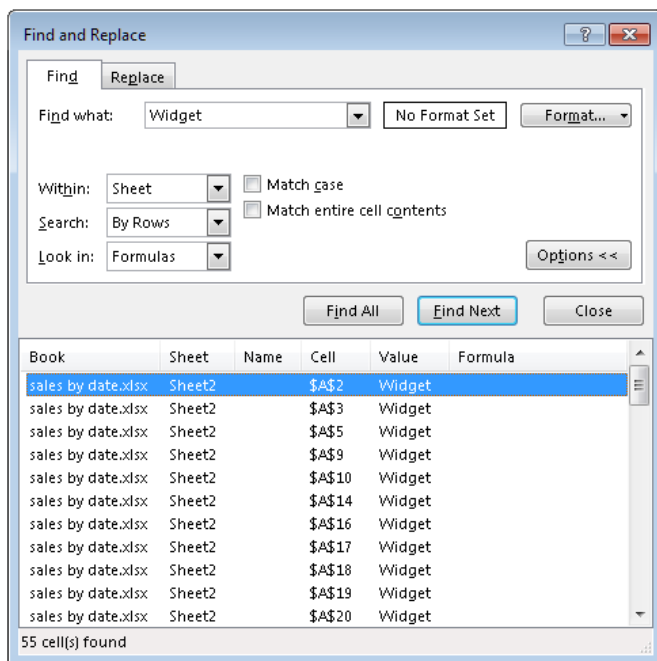 Find and Replace
Find Replace
Find what: Widget No Format Set Format...
Within: Sheet Match case
Match entire cell contents
Search: By Rows
Look in: Formulas Options <<
Find All Find Next Close
Book Sheet Name Cell Value Formula
sales by date.xlsx Sheet2 $A$2 Widget
sales by date.xlsx Sheet2 $A$3 Widget
sales by date.xlsx Sheet2 $A$5 Widget
sales by date.xlsx Sheet2 $A$9 Widget
sales by date.xlsx Sheet2 $A$10 Widget
sales by date.xlsx Sheet2 $A$14 Widget
sales by date.xlsx Sheet2 $A$16 Widget
sales by date.xlsx Sheet2 $A$17 Widget
sales by date.xlsx Sheet2 $A$18 Widget
sales by date.xlsx Sheet2 $A$19 Widget
sales by date.xlsx Sheet2 $A$20 Widget
55 cell(s) found